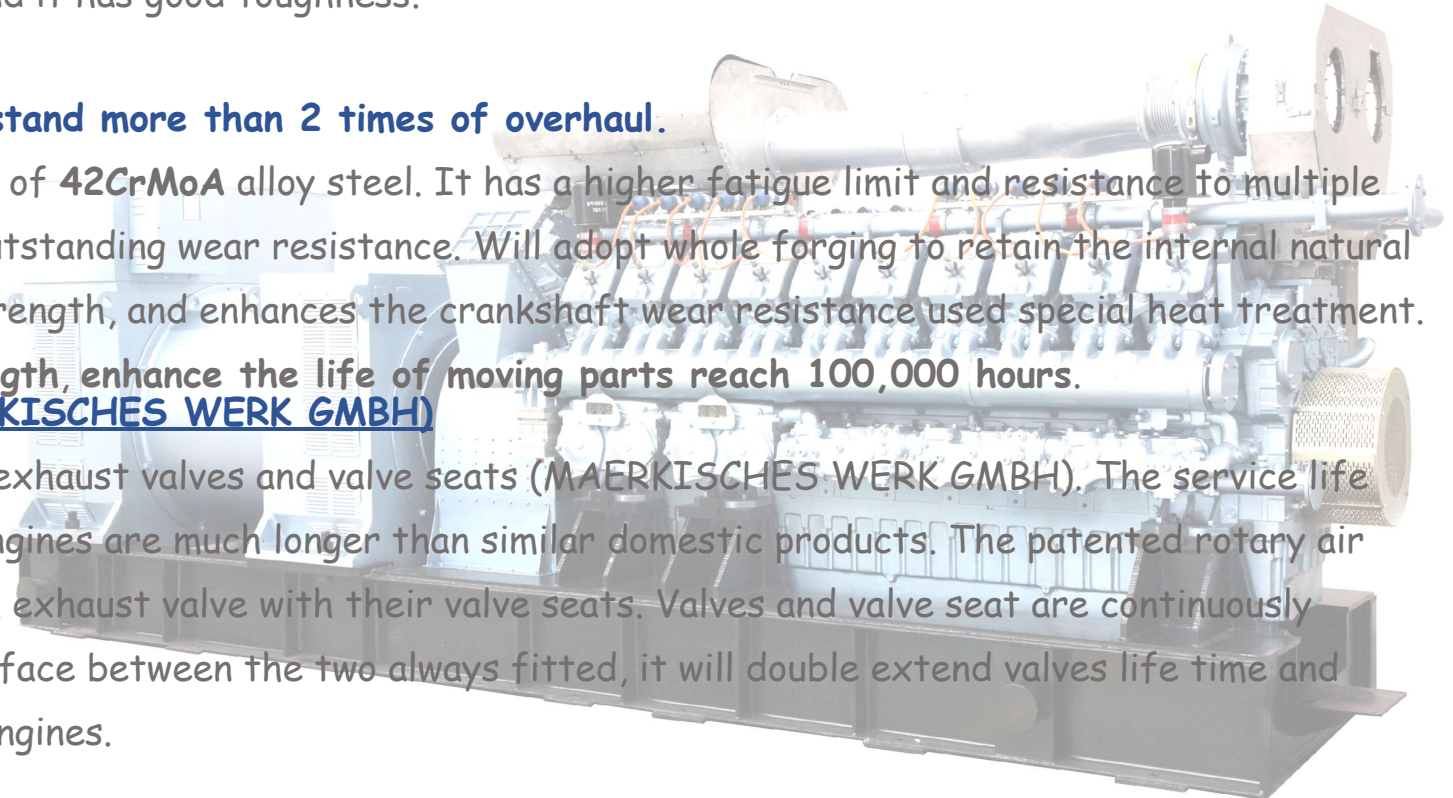 d it has good toughness.
stand more than 2 times of overhaul.
of 42CrMoA alloy steel. It has a higher fatigue limit and resistance to multiple
utstanding wear resistance. Will adopt whole forging to retain the internal natural
rength, and enhances the crankshaft wear resistance used special heat treatment.
gth, enhance the life of moving parts reach 100,000 hours.
KISCHES WERK GMBH)
exhaust valves and valve seats (MAERKISCHES WERK GMBH). The service life
ngines are much longer than similar domestic products. The patented rotary air
exhaust valve with their valve seats. Valves and valve seat are continuously
face between the two always fitted, it will double extend valves life time and
ngines.